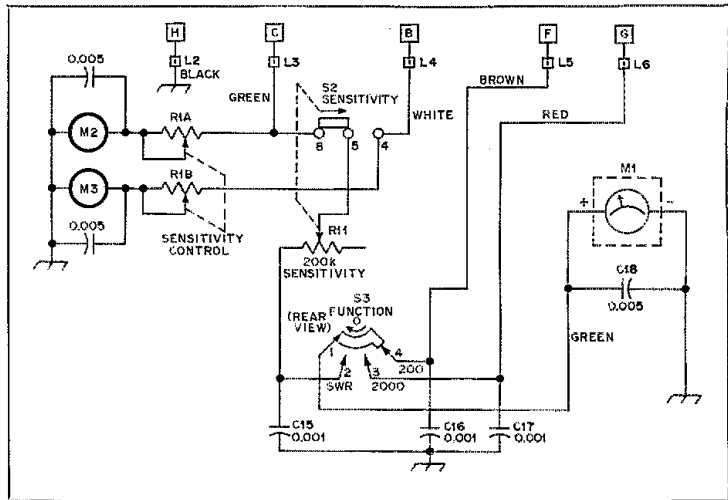 H C B F G
L2 L3 L4 L5 L6
0.005
BLACK
BROWN
GREEN
S2
SENSITIVITY
WHITE
RED
M2
R1A
8 5 4
M3
R1B
M1
+ -
0.005
SENSITIVITY
CONTROL
R11
200k
SENSITIVITY
C18
0.005
S3
FUNCTION
(REAR
VIEW)
GREEN
1 2 3 4
200
SWR 2000
C15
0.001
C16
0.001
C17
0.001